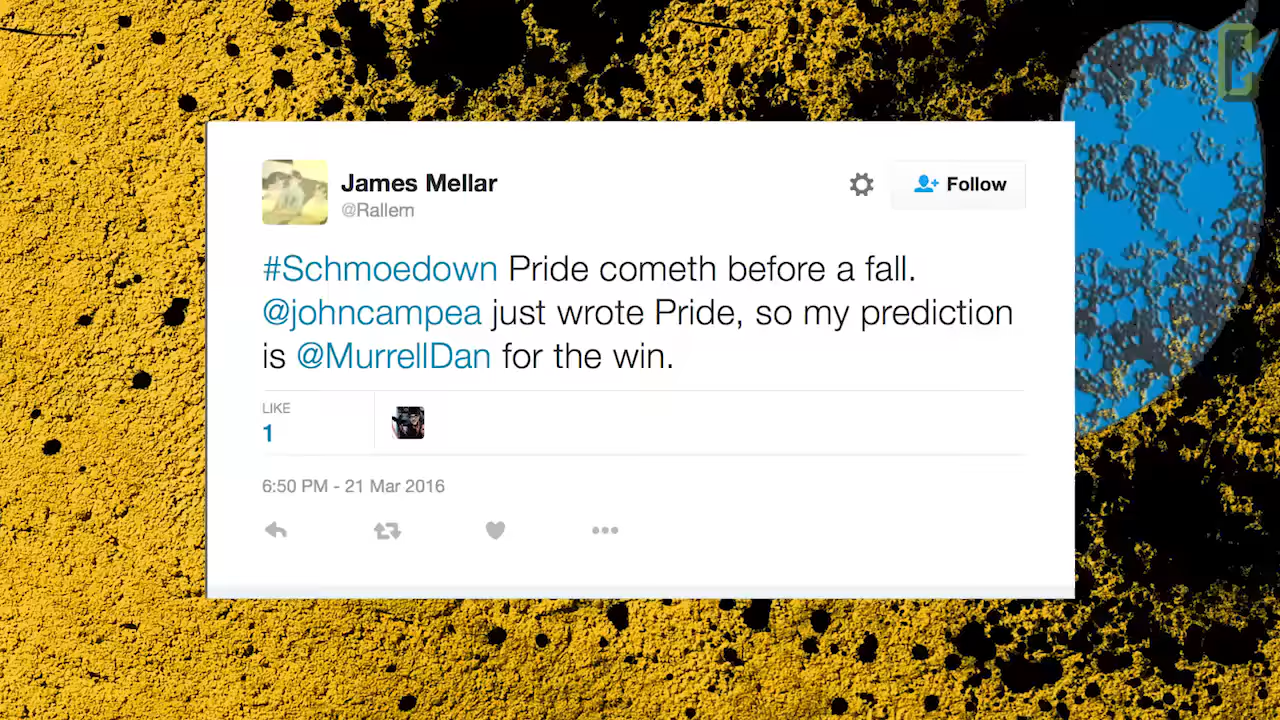 James Mellar
@Rallem
Follow
#Schmoedown Pride cometh before a fall.
@johncampea just wrote Pride, so my prediction
is @MurrellDan for the win.
LIKE
1
6:50 PM - 21 Mar 2016
C